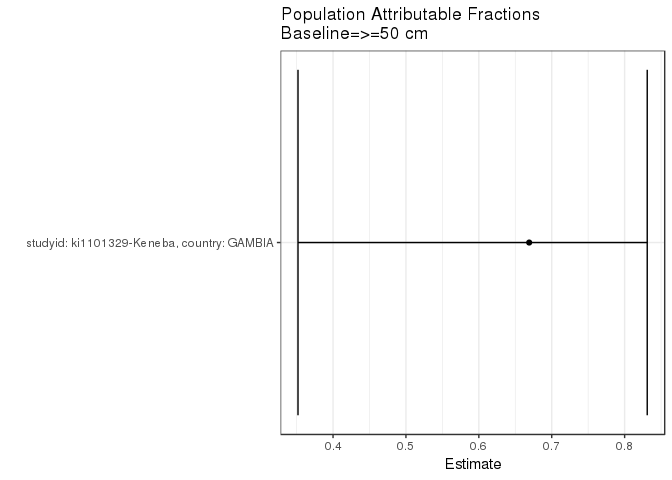 Population Attributable Fractions
Baseline=>=50 cm
studyid: ki1101329-Keneba, country: GAMBIA
0.4 0.5 0.6 0.7 0.8
Estimate